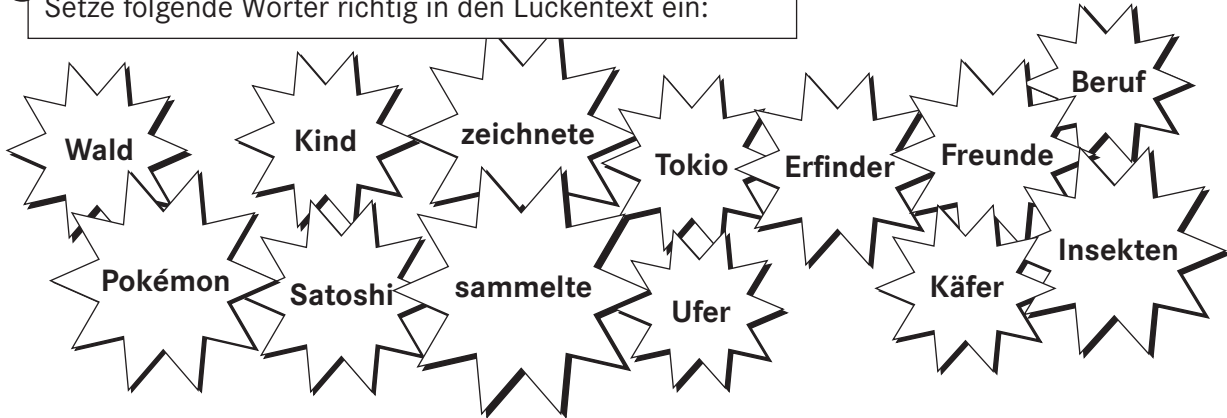 Setze folgende Wörter richtig in den Lückentext ein:
Beruf
Wald
Kind
zeichnete
Tokio
Erfinder
Freunde
Pokémon
Satoshi
sammelte
Ufer
Käfer
Insekten